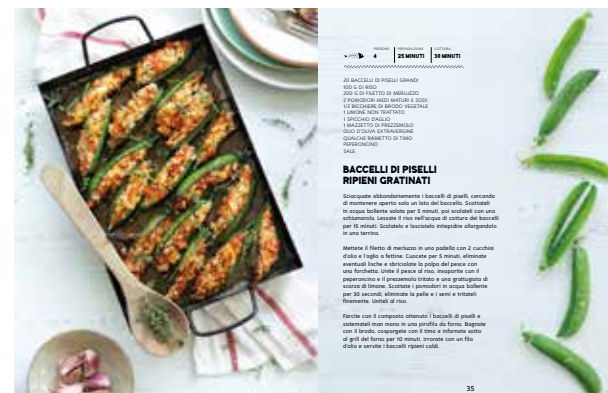 PERSONE
4
PREPARAZIONE
25 MINUTI
COTTURA
30 MINUTI
20 BACCELLI DI PISELLI GRANDI
100 G DI RISO
200 G DI FILETTO DI MERLUZZO
2 POMODORI MEDI MATURI E SODI
1/2 BICCHIERE DI BRODO VEGETALE
1 LIMONE NON TRATTATO
1 SPICCHIO D'AGLIO
1 MAZZETTO DI PREZZEMOLO
OLIO D'OLIVA EXTRAVERGINE
QUALCHE RAMETTO DI TIMO
PEPERONCINO
SALE
BACCELLI DI PISELLI
RIPIENI GRATINATI
Sciacquate abbondantemente i baccelli di piselli, cercando
di mantenere aperto solo un lato del baccello. Scottateli
in acqua bollente salata per 5 minuti, poi scolateli con una
schiumarola. Lessate il riso nell'acqua di cottura dei baccelli
per 15 minuti. Scolatelo e lasciatelo intiepidire allargandolo
in una terrina.
Mettete il filetto di merluzzo in una padella con 2 cucchiai
d'olio e l'aglio a fettine. Cuocete per 5 minuti, eliminate
eventuali lische e sbriciolate la polpa del pesce con
una forchetta. Unite il pesce al riso, insaporite con il
peperoncino e il prezzemolo tritato e una grattugiata di
scorza di limone. Scottate i pomodori in acqua bollente
per 30 secondi, eliminate la pelle e i semi e tritateli
finemente. Uniteli al riso.
Farcite con il composto ottenuto i baccelli di piselli e
sistemateli man mano in una pirofila da forno. Bagnate
con il brodo, cospargete con il timo e infornate sotto
al grill del forno per 10 minuti. Irrorate con un filo
d'olio e servite i baccelli ripieni caldi.
35